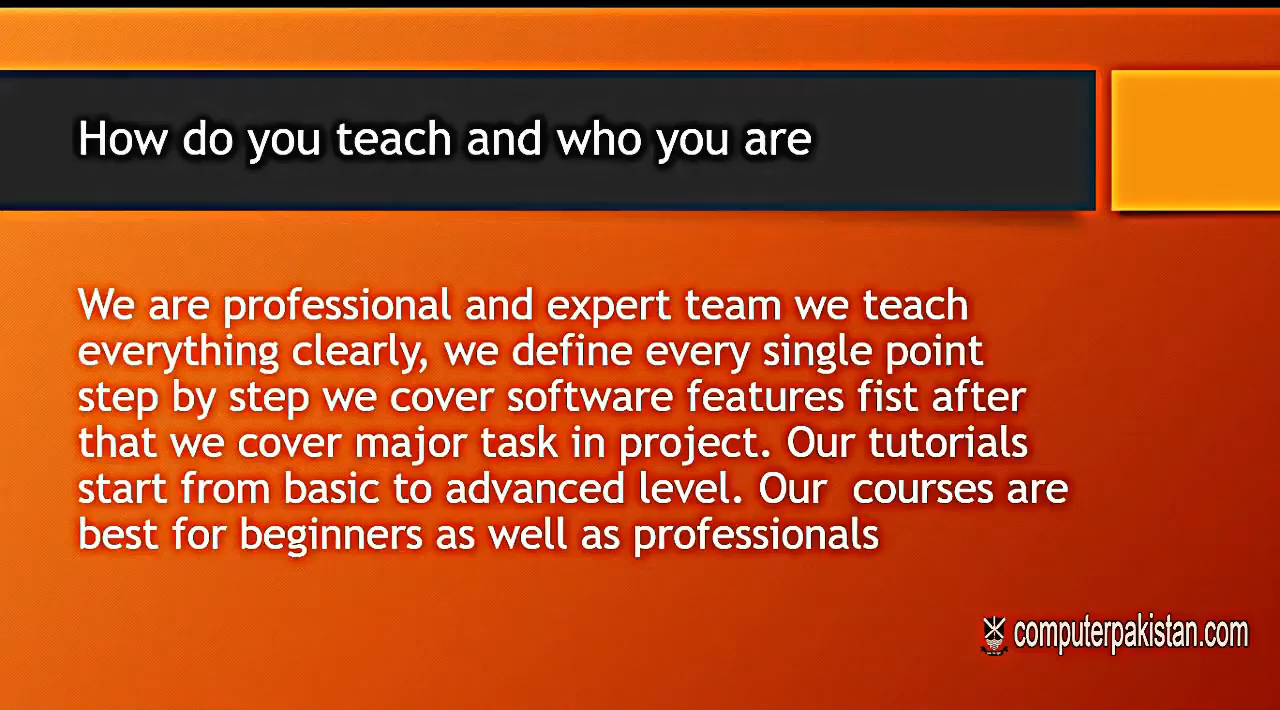 How do you teach and who you are
We are professional and expert team we teach
everything clearly, we define every single point
step by step we cover software features fist after
that we cover major task in project. Our tutorials
start from basic to advanced level. Our  courses are
best for beginners as well as professionals
computerpakistan.com